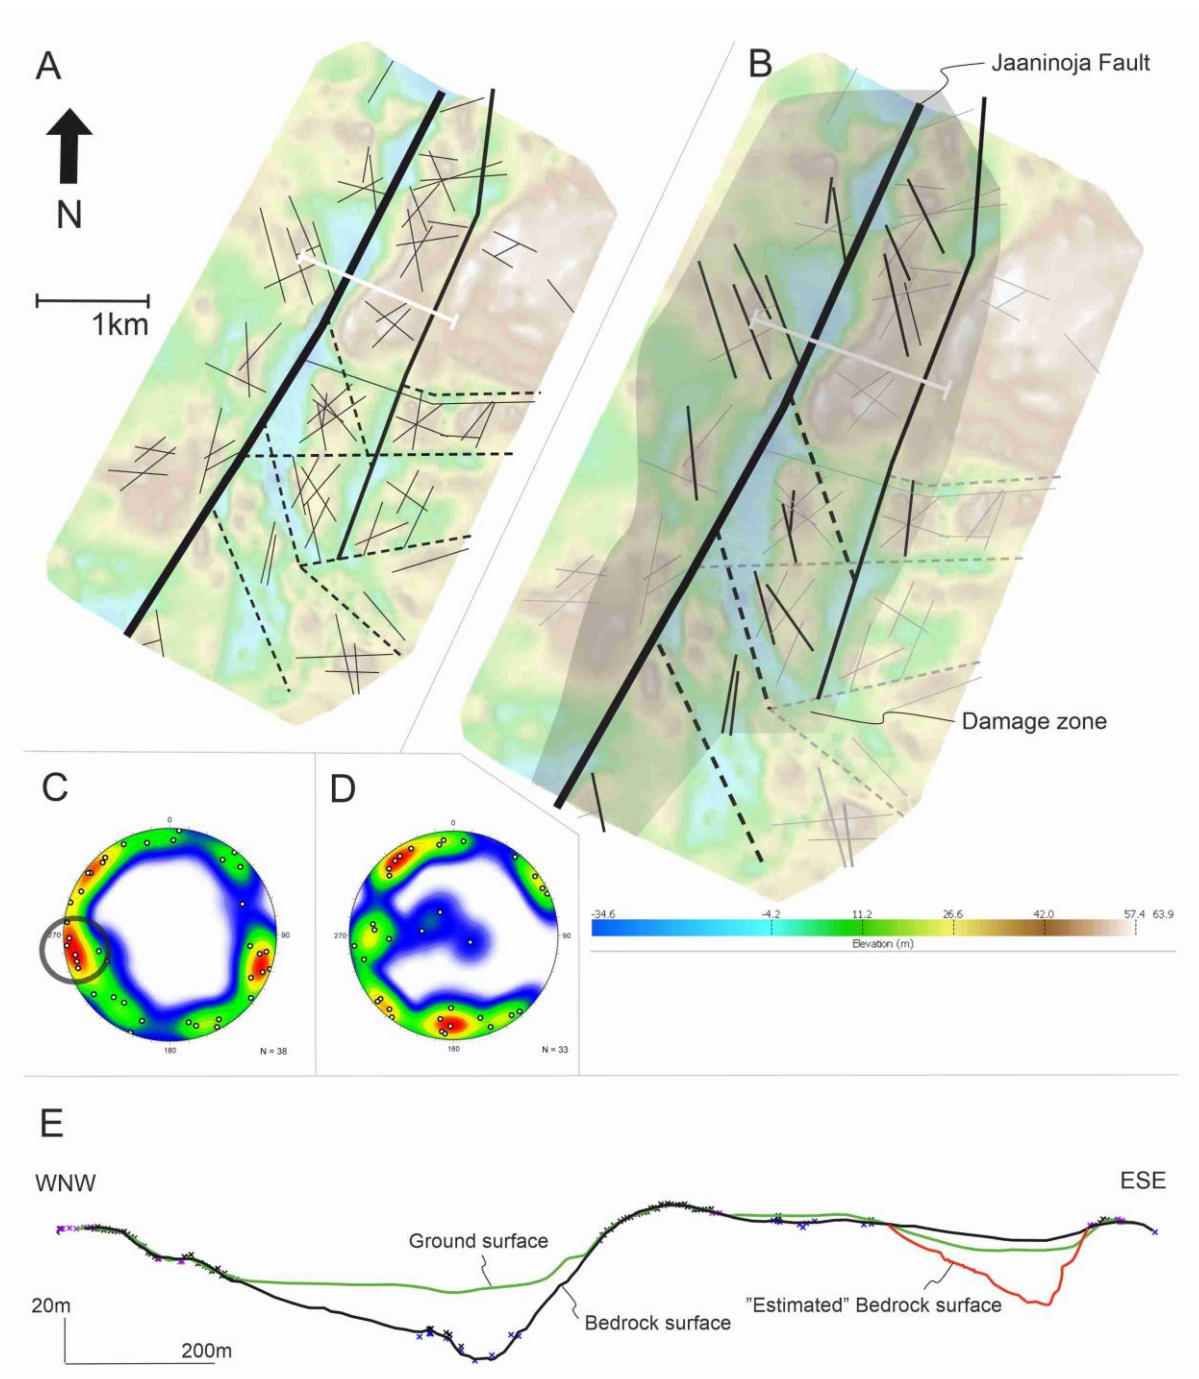 A
B
Jaaninoja Fault
N
1km
Damage zone
C
D
0
0
270
90
270
90
180
180
N = 38
N = 33
-34.6 -4.2 11.2 26.6 42.0 57.4 63.9
Elevation (m)
E
WNW
ESE
Ground surface
"Estimated" Bedrock surface
Bedrock surface
20m
200m